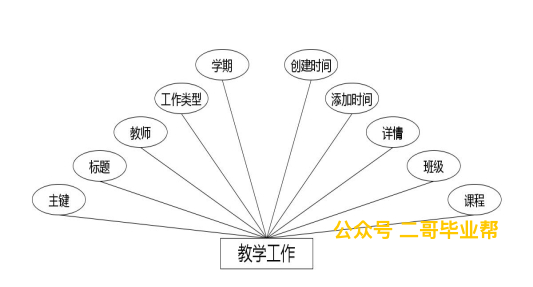 学期
创建时间
工作类型
添加时间
教师
详情
标题
班级
主键
课程
公众号 二哥毕业帮
教学工作